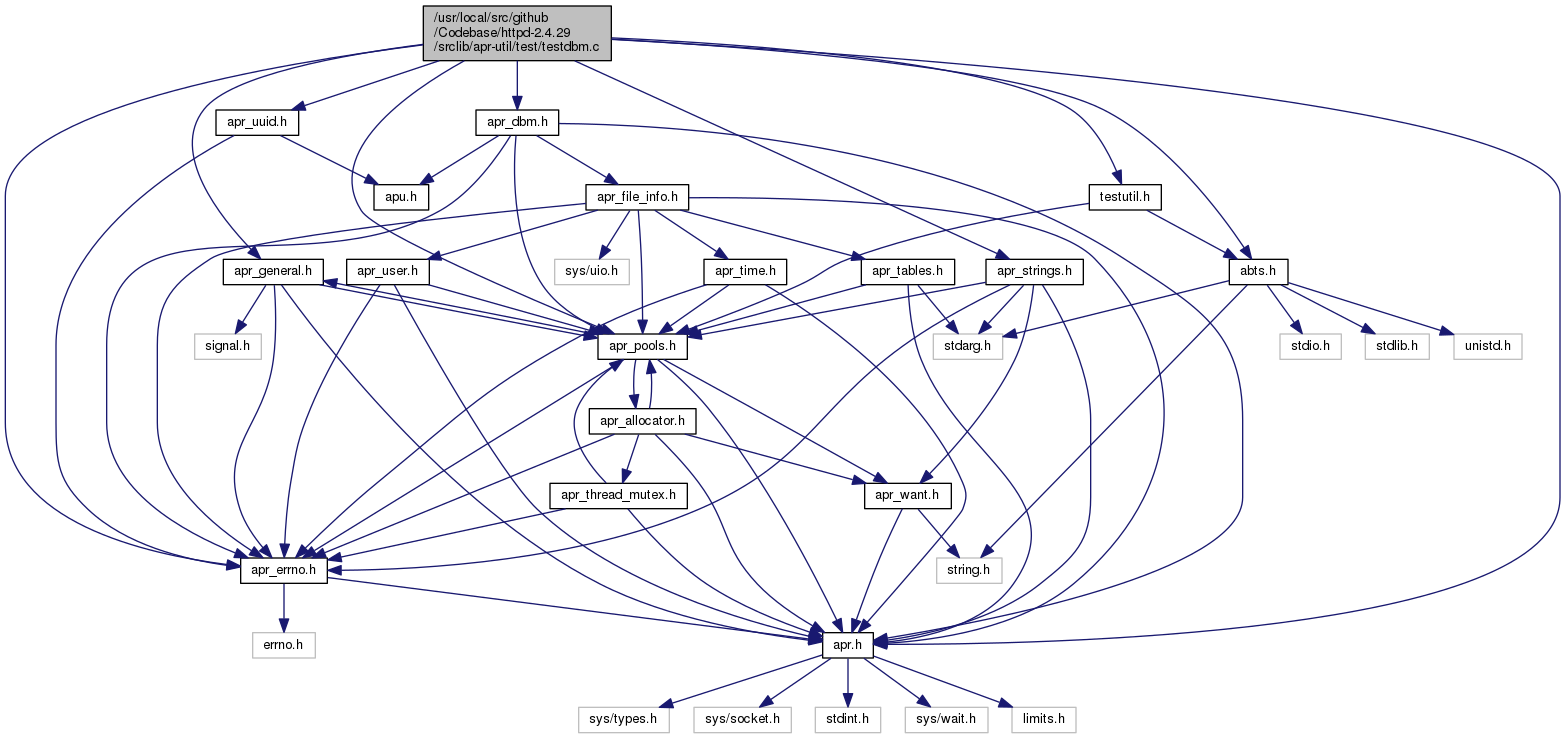 /usr/local/src/github
/Codebase/httpd-2.4.29
/srclib/apr-util/test/testdbm.c
apr_uuid.h
apr_dbm.h
apu.h
apr_file_info.h
testutil.h
apr_general.h
apr_user.h
sys/uio.h
apr_time.h
apr_tables.h
apr_strings.h
abts.h
signal.h
apr_pools.h
stdarg.h
stdio.h
stdlib.h
unistd.h
apr_allocator.h
apr_thread_mutex.h
apr_want.h
apr_errno.h
string.h
errno.h
apr.h
sys/types.h
sys/socket.h
stdint.h
sys/wait.h
limits.h